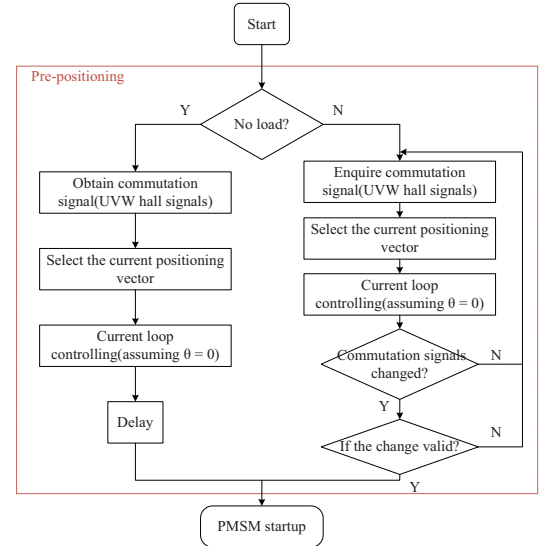 Start
Pre-positioning
Y
No load?
N
Obtain commutation
signal(UVW hall signals)
Select the current positioning
vector
Current loop
controlling(assuming θ = 0)
Delay
Enquire commutation
signal(UVW hall signals)
Select the current positioning
vector
Current loop
controlling(assuming θ = 0)
Commutation signals
changed?
N
Y
If the change valid?
N
Y
PMSM startup